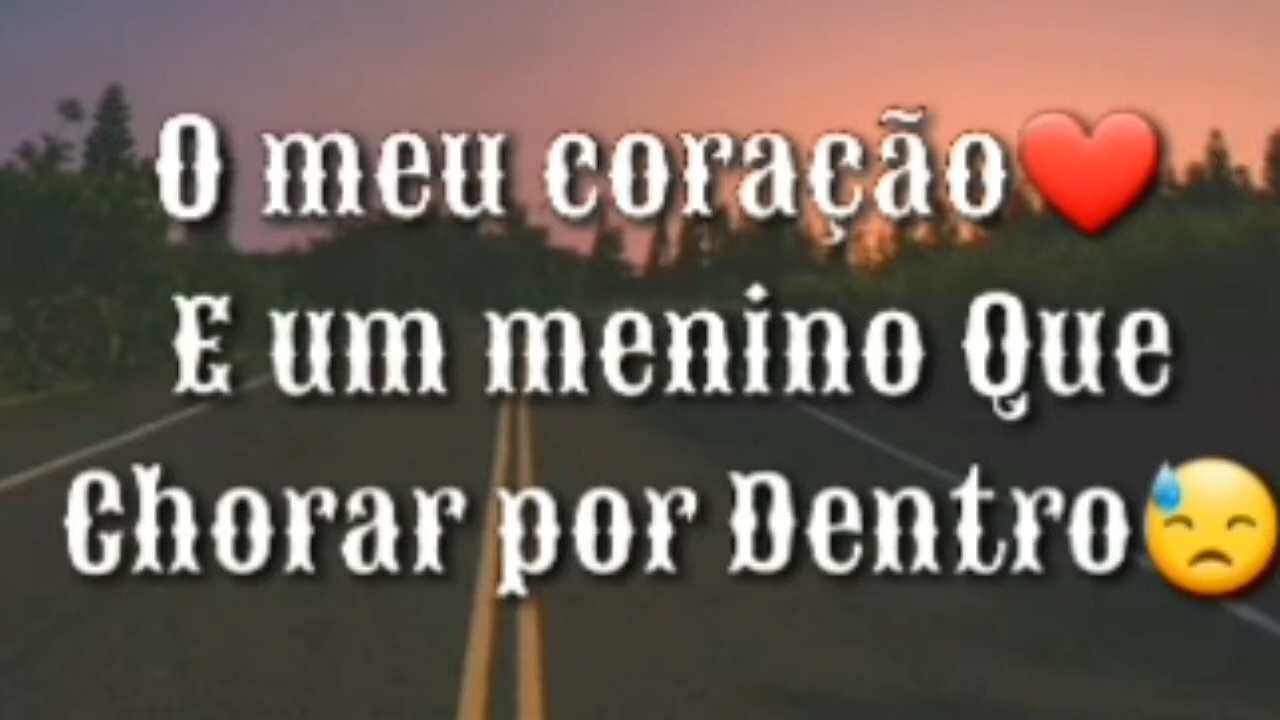 O meu coração❤️
E um menino Que
Chorar por Dentro😓